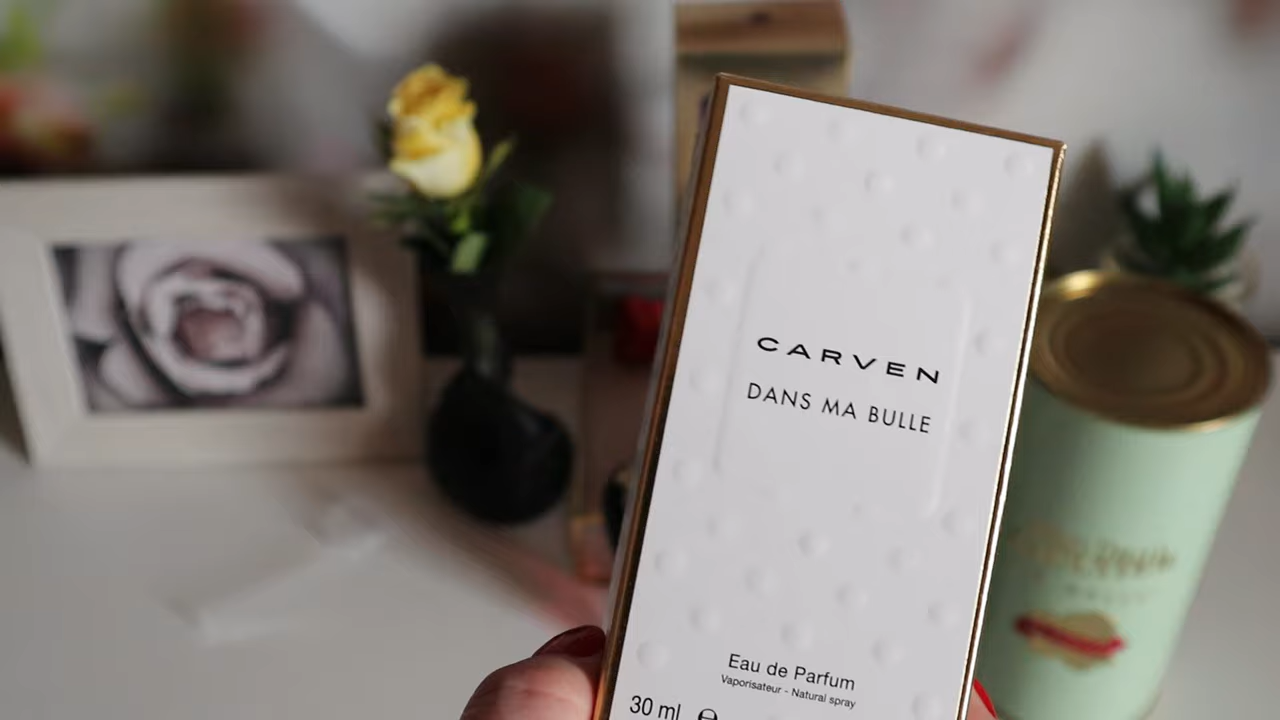 CARVEN
DANS MA BULLE
Eau de Parfum
Vaporisateur - Natural spray
30 ml ℮